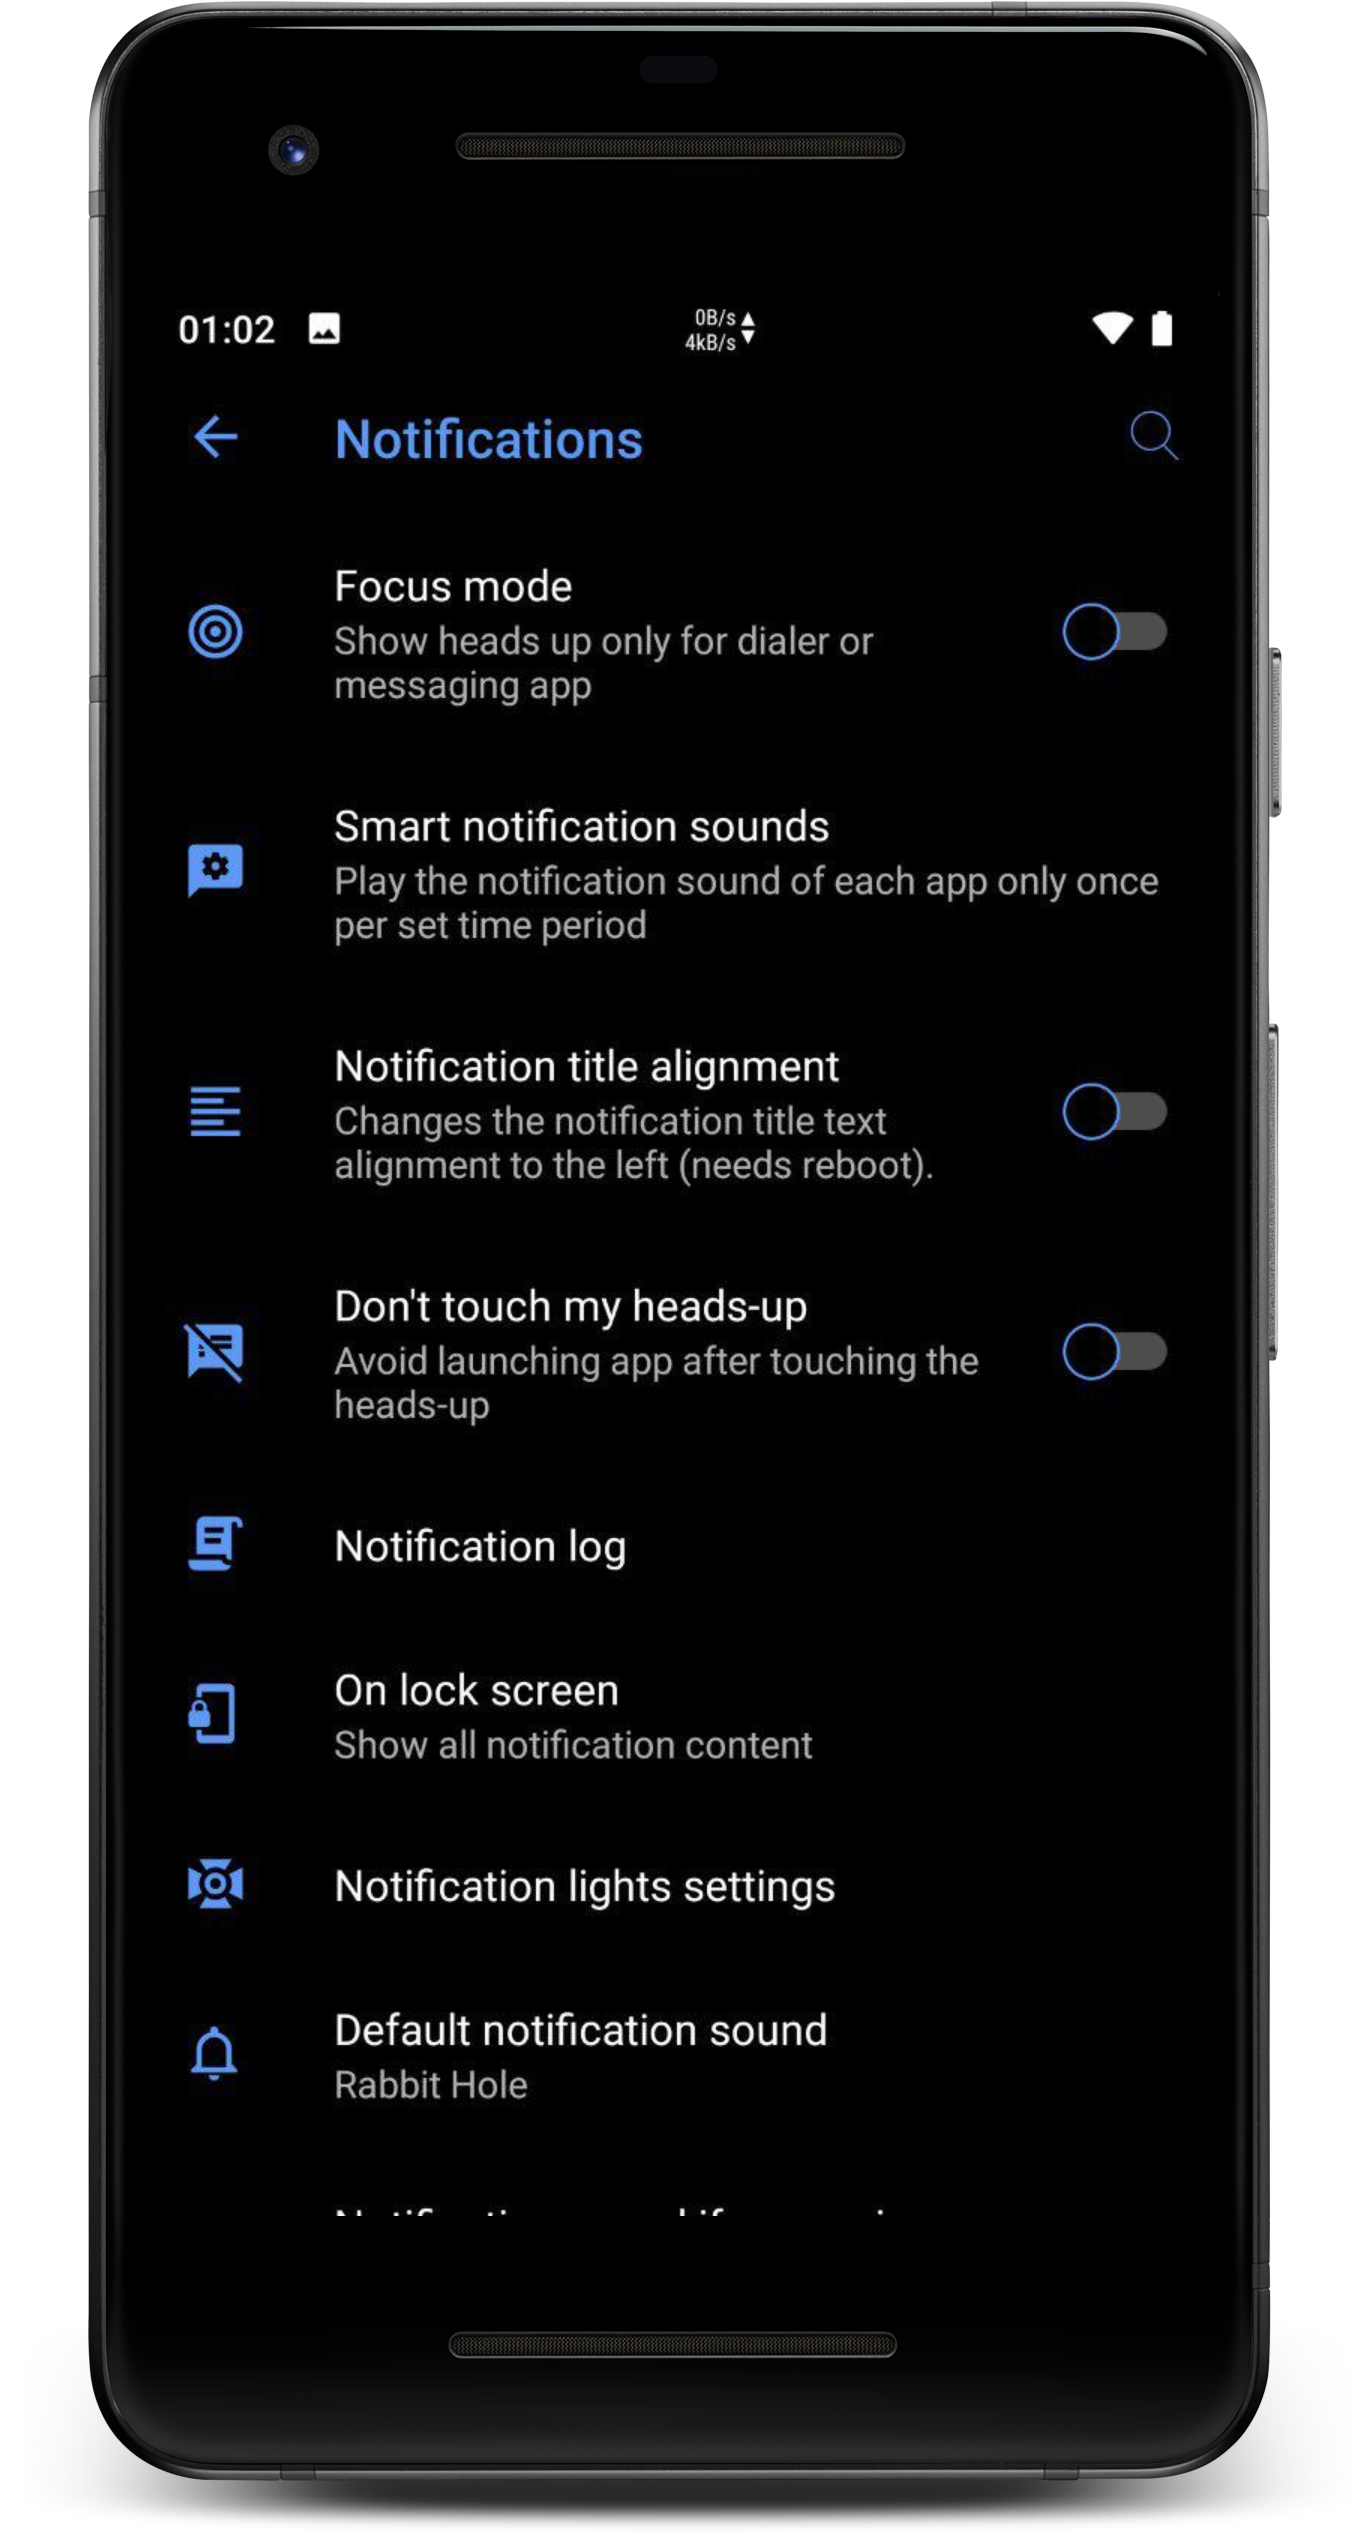 01:02
0B/s
4kB/s
Notifications
Focus mode
Show heads up only for dialer or
messaging app
Smart notification sounds
Play the notification sound of each app only once
per set time period
Notification title alignment
Changes the notification title text
alignment to the left (needs reboot).
Don't touch my heads-up
Avoid launching app after touching the
heads-up
Notification log
On lock screen
Show all notification content
Notification lights settings
Default notification sound
Rabbit Hole